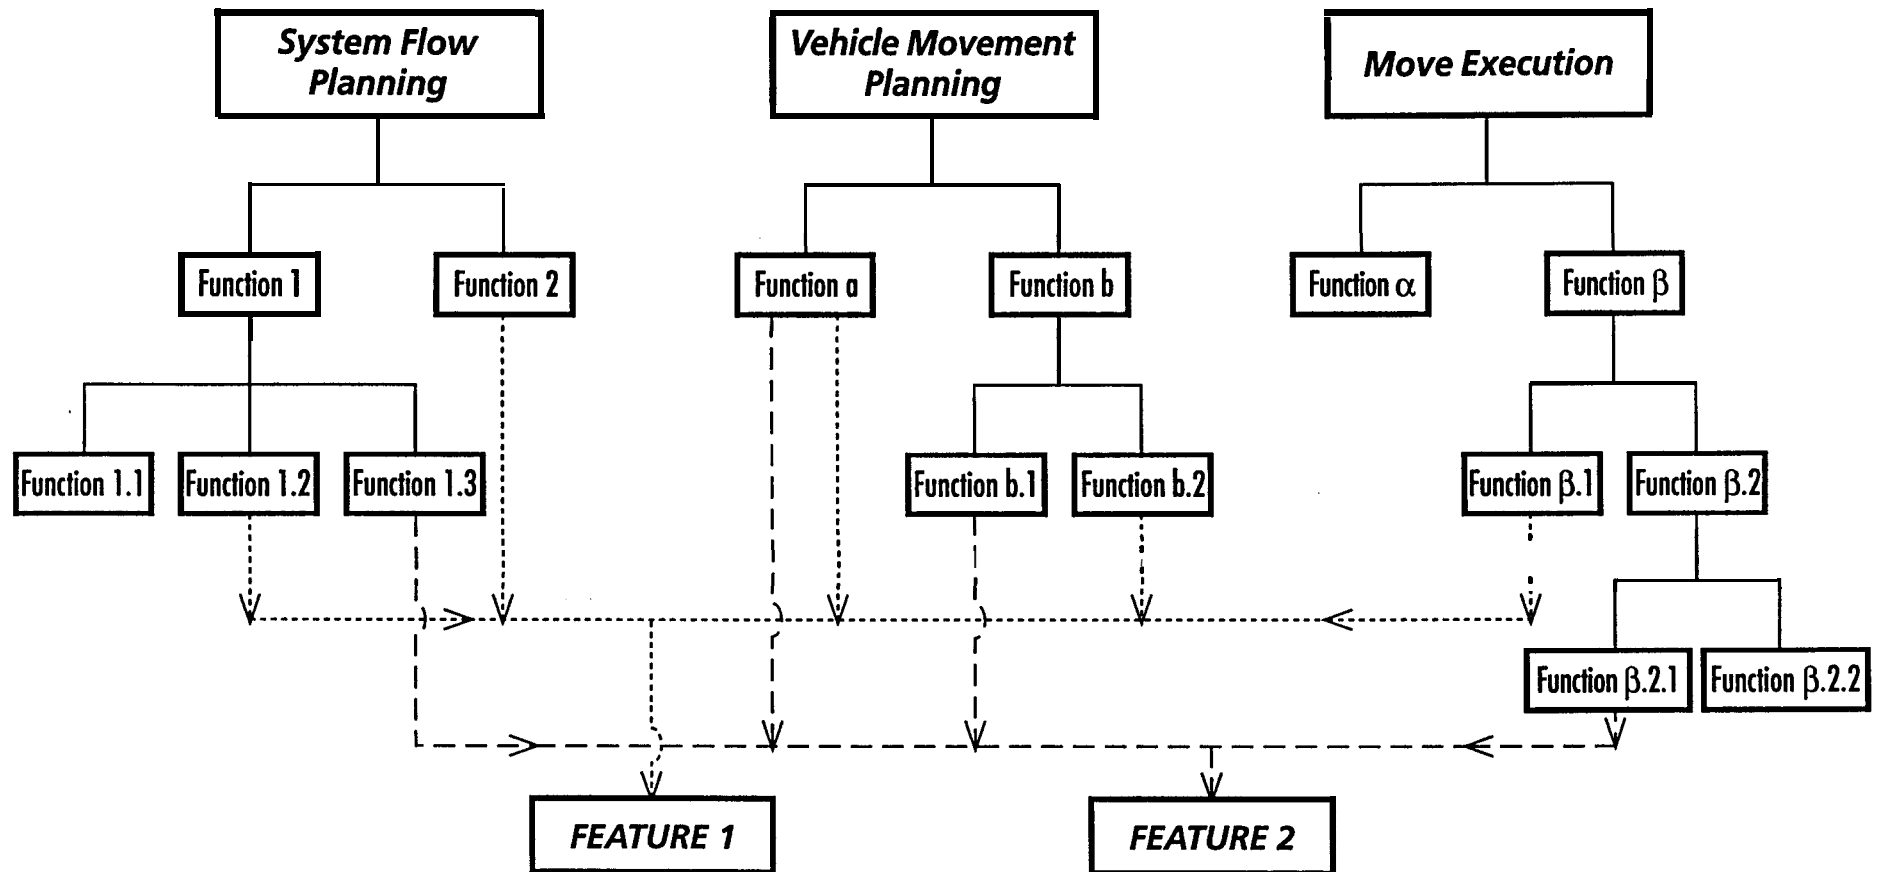 System Flow
Planning
Vehicle Movement
Planning
Move Execution
Function 1
Function 2
Function a
Function b
Function α
Function β
Function 1.1
Function 1.2
Function 1.3
Function b.1
Function b.2
Function β.1
Function β.2
Function β.2.1
Function β.2.2
FEATURE 1
FEATURE 2